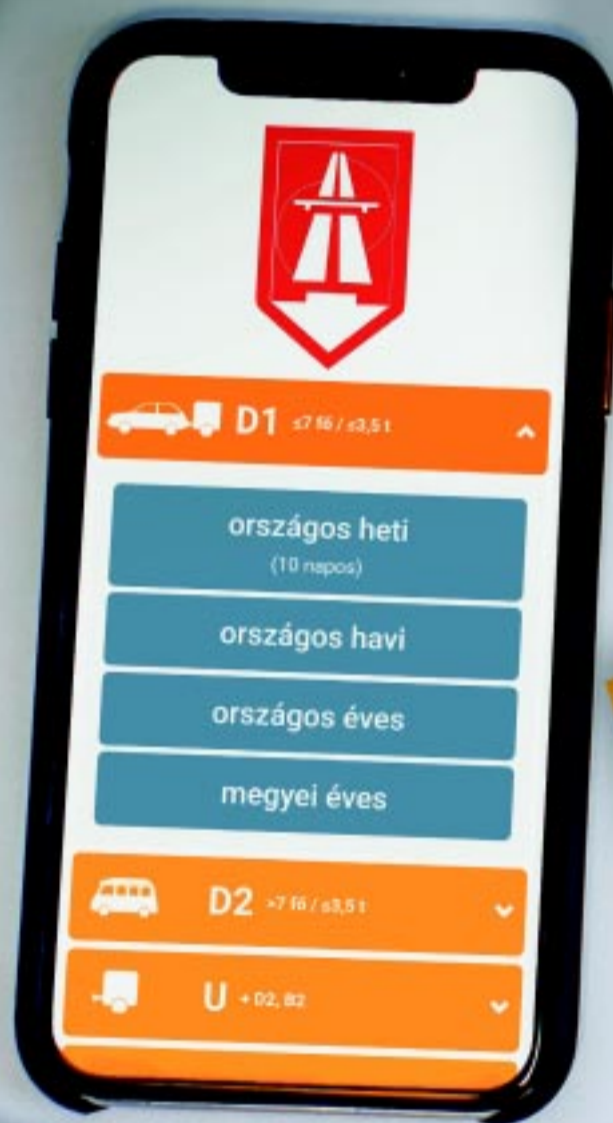 D1 ≤7 fő / ≤3,5 t
országos heti
(10 napos)
országos havi
országos éves
megyei éves
D2 >7 fő / ≤3,5 t
U + D2, B2